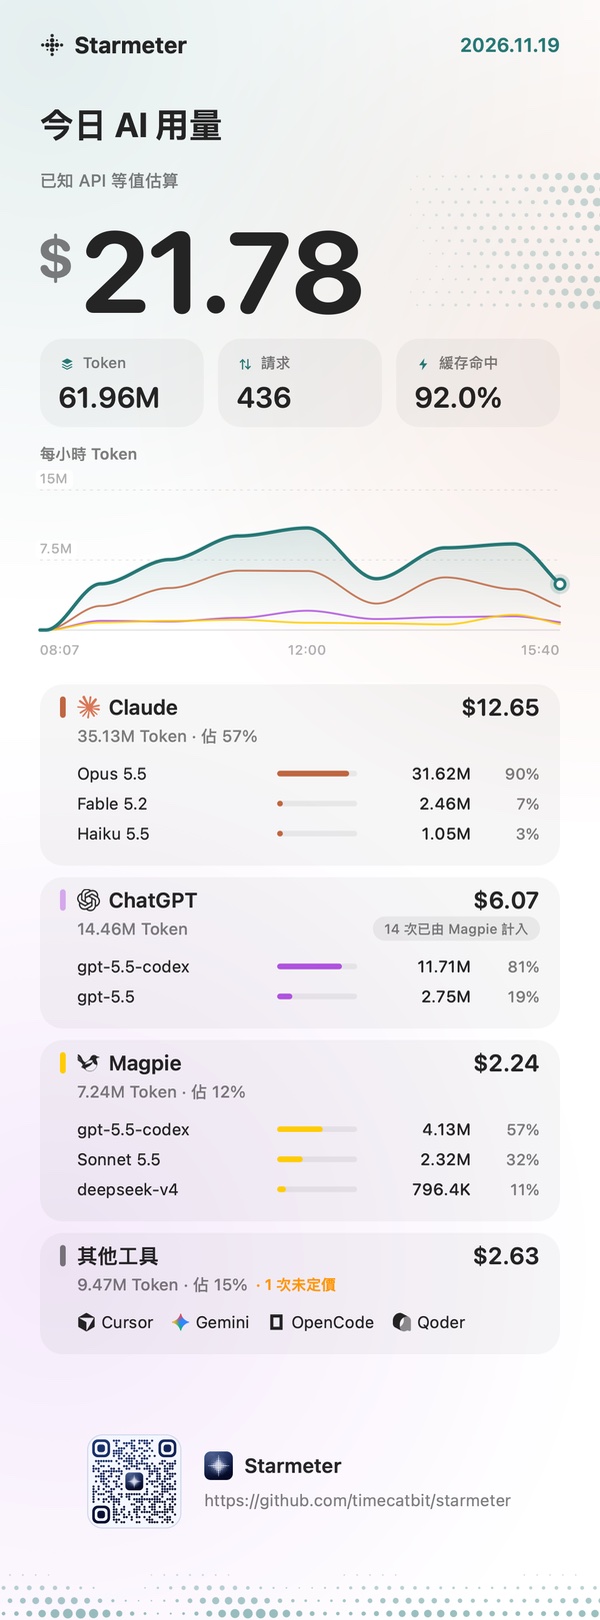 Starmeter
2026.11.19
今日 AI 用量
已知 API 等值估算
$21.78
Token
61.96M
請求
436
緩存命中
92.0%
每小時 Token
15M
7.5M
08:07
12:00
15:40
Claude
$12.65
35.13M Token · 佔 57%
Opus 5.5 31.62M 90%
Fable 5.2 2.46M 7%
Haiku 5.5 1.05M 3%
ChatGPT
$6.07
14.46M Token
14 次已由 Magpie 計入
gpt-5.5-codex 11.71M 81%
gpt-5.5 2.75M 19%
Magpie
$2.24
7.24M Token · 佔 12%
gpt-5.5-codex 4.13M 57%
Sonnet 5.5 2.32M 32%
deepseek-v4 796.4K 11%
其他工具
$2.63
9.47M Token · 佔 15% · 1 次未定價
Cursor Gemini OpenCode Qoder
Starmeter
https://github.com/timecatbit/starmeter